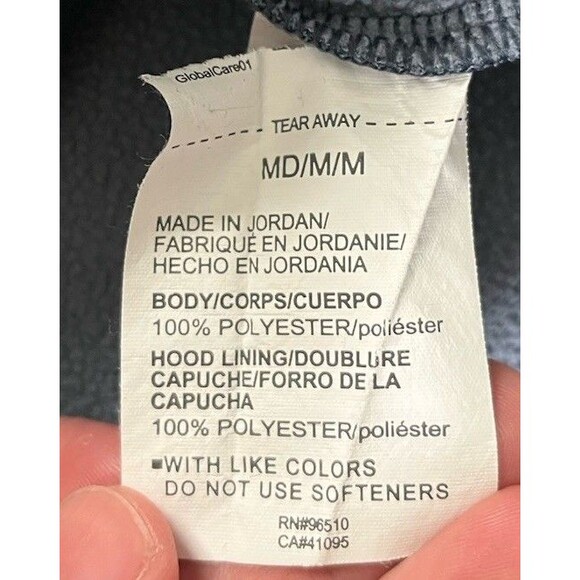 GlobalCare01
TEAR AWAY
MD/M/M
MADE IN JORDAN/
FABRIQUÉ EN JORDANIE/
HECHO EN JORDANIA
BODY/CORPS/CUERPO
100% POLYESTER/poliéster
HOOD LINING/DOUBLURE
CAPUCHE/FORRO DE LA
CAPUCHA
100% POLYESTER/poliéster
▪WITH LIKE COLORS
DO NOT USE SOFTENERS
RN#96510
CA#41095